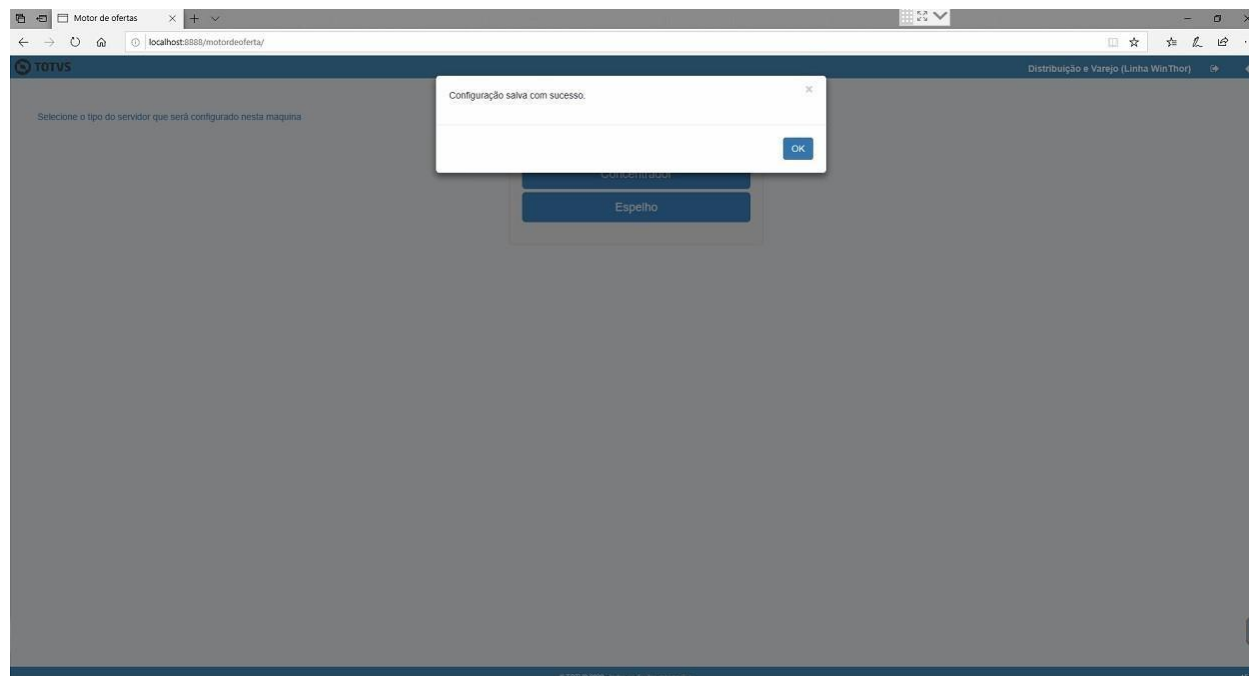 Motor de ofertas
localhost:8888/motordeoferta/
TOTVS
Distribuição e Varejo (Linha WinThor)
Configuração salva com sucesso.
Selecione o tipo do servidor que será configurado nesta maquina
OK
Concentrador
Espelho